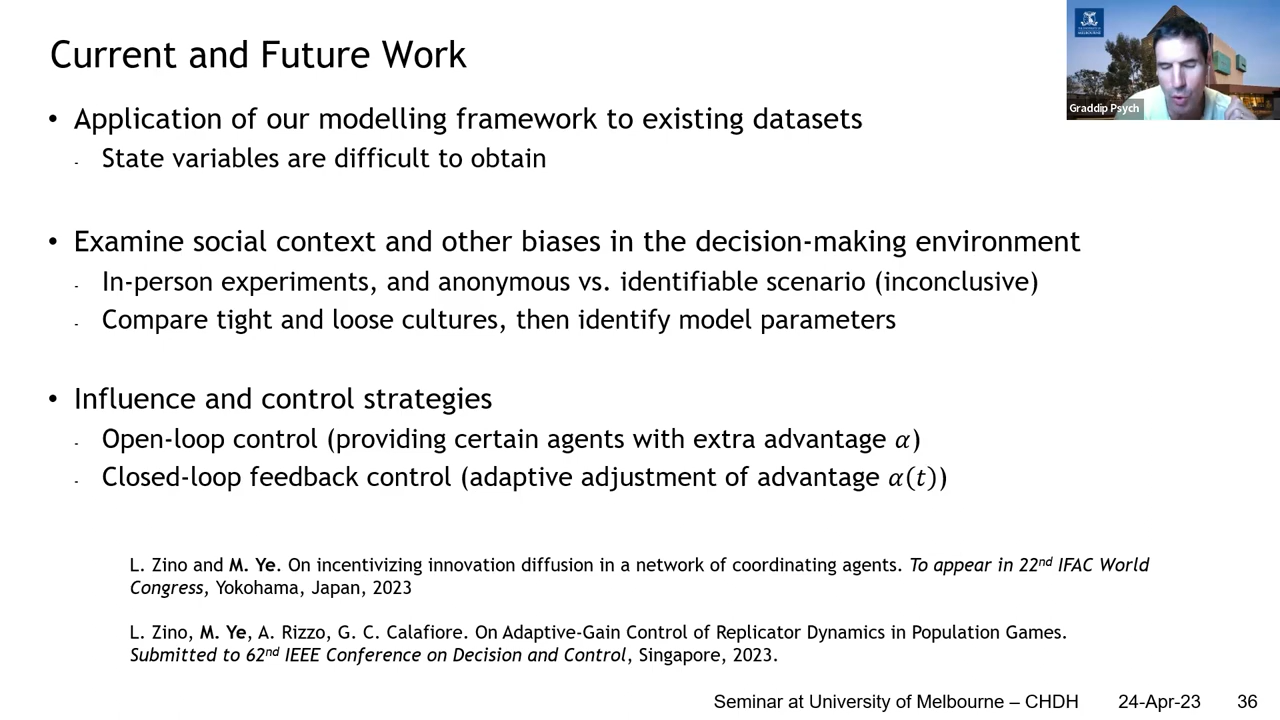 Current and Future Work
MELBOURNE
Graddip Psych
• Application of our modelling framework to existing datasets
- State variables are difficult to obtain
• Examine social context and other biases in the decision-making environment
- In-person experiments, and anonymous vs. identifiable scenario (inconclusive)
- Compare tight and loose cultures, then identify model parameters
• Influence and control strategies
- Open-loop control (providing certain agents with extra advantage α)
- Closed-loop feedback control (adaptive adjustment of advantage α(t))
L. Zino and M. Ye. On incentivizing innovation diffusion in a network of coordinating agents. To appear in 22nd IFAC World
Congress, Yokohama, Japan, 2023
L. Zino, M. Ye, A. Rizzo, G. C. Calafiore. On Adaptive-Gain Control of Replicator Dynamics in Population Games.
Submitted to 62nd IEEE Conference on Decision and Control, Singapore, 2023.
Seminar at University of Melbourne – CHDH 24-Apr-23 36